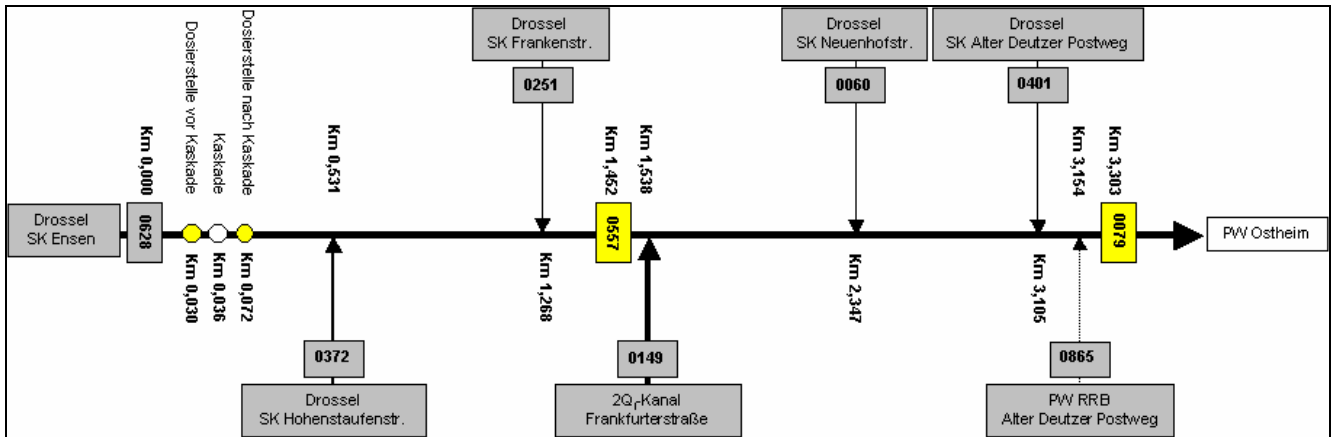 Drossel
SK Ensen
0628
Km 0,000
Dosierstelle vor Kaskade
Kaskade
Dosierstelle nach Kaskade
Km 0,030
Km 0,036
Km 0,072
Km 0,531
0372
Drossel
SK Hohenstaufenstr.
Drossel
SK Frankenstr.
0251
Km 1,268
Km 1,452
0557
Km 1,538
0149
2Qt-Kanal
Frankfurterstraße
Drossel
SK Neuenhofstr.
0060
Km 2,347
Drossel
SK Alter Deutzer Postweg
0401
Km 3,105
Km 3,154
0865
PW RRB
Alter Deutzer Postweg
Km 3,303
0079
PW Ostheim